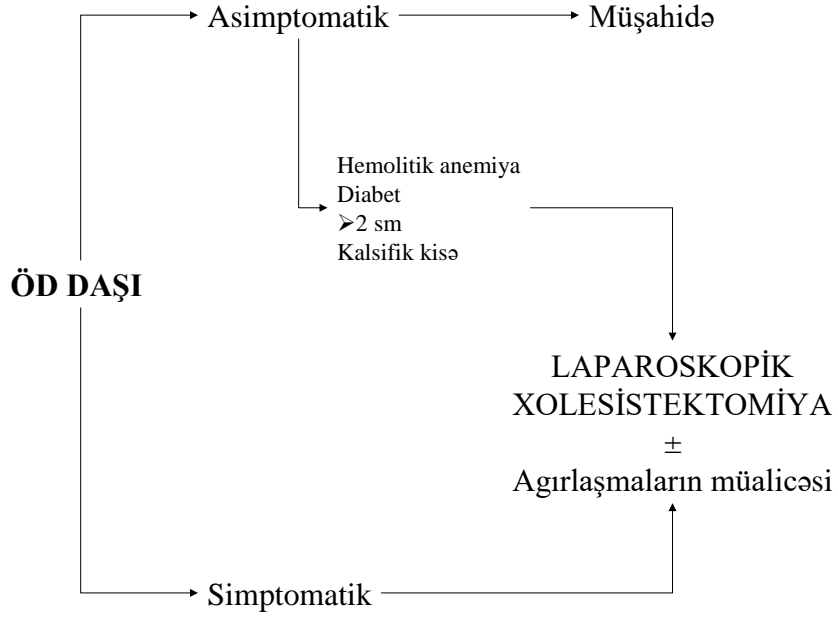 Asimptomatik
Müşahidə
Hemolitik anemiya
Diabet
➢2 sm
Kalsifik kisə
ÖD DAŞI
LAPAROSKOPİK
XOLESİSTEKTOMİYA
±
Agırlaşmaların müalicəsi
Simptomatik